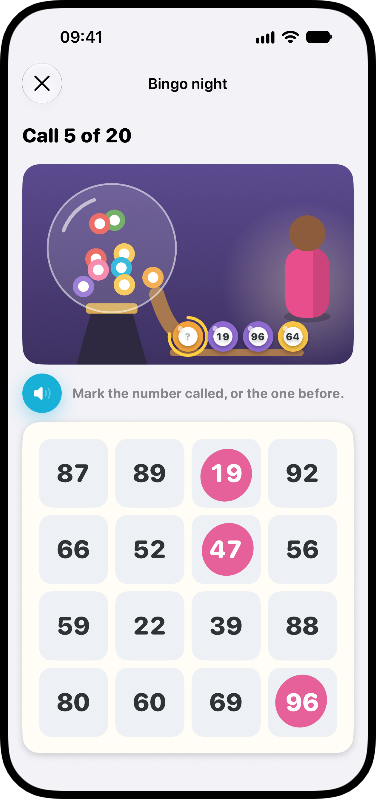 09:41
Bingo night
Call 5 of 20
? 19 96 64
Mark the number called, or the one before.
87 89 19 92
66 52 47 56
59 22 39 88
80 60 69 96